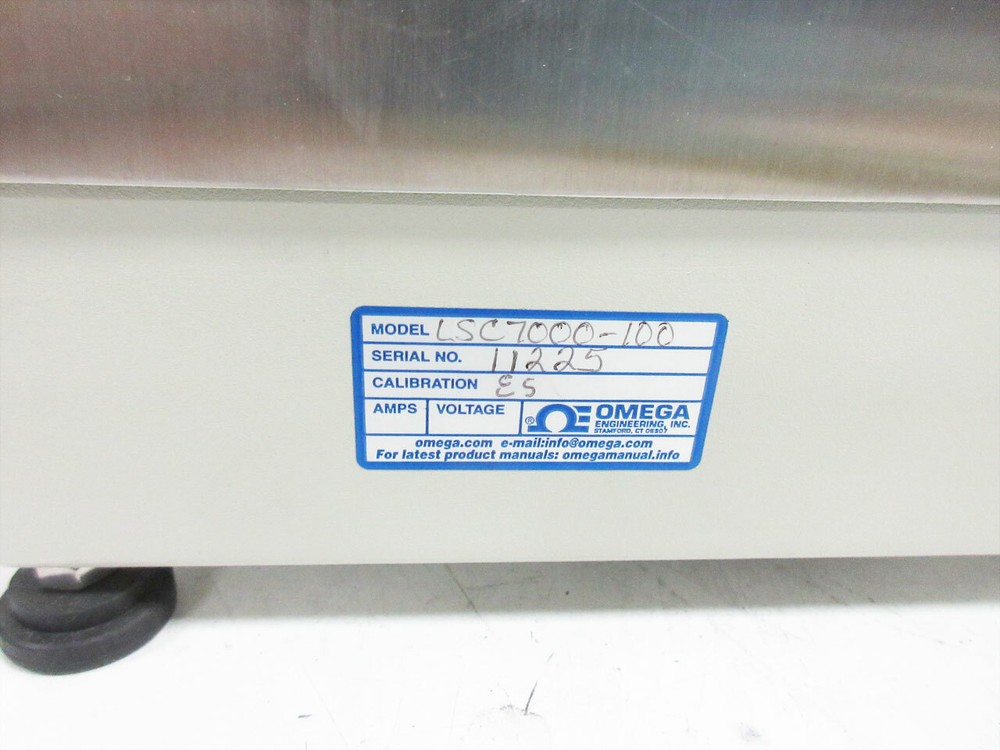 MODEL LSC7000-100
SERIAL NO. 11225
CALIBRATION ES
AMPS VOLTAGE ® OMEGA
ENGINEERING, INC.
STAMFORD, CT 06907
omega.com e-mail:info@omega.com
For latest product manuals: omegamanual.info